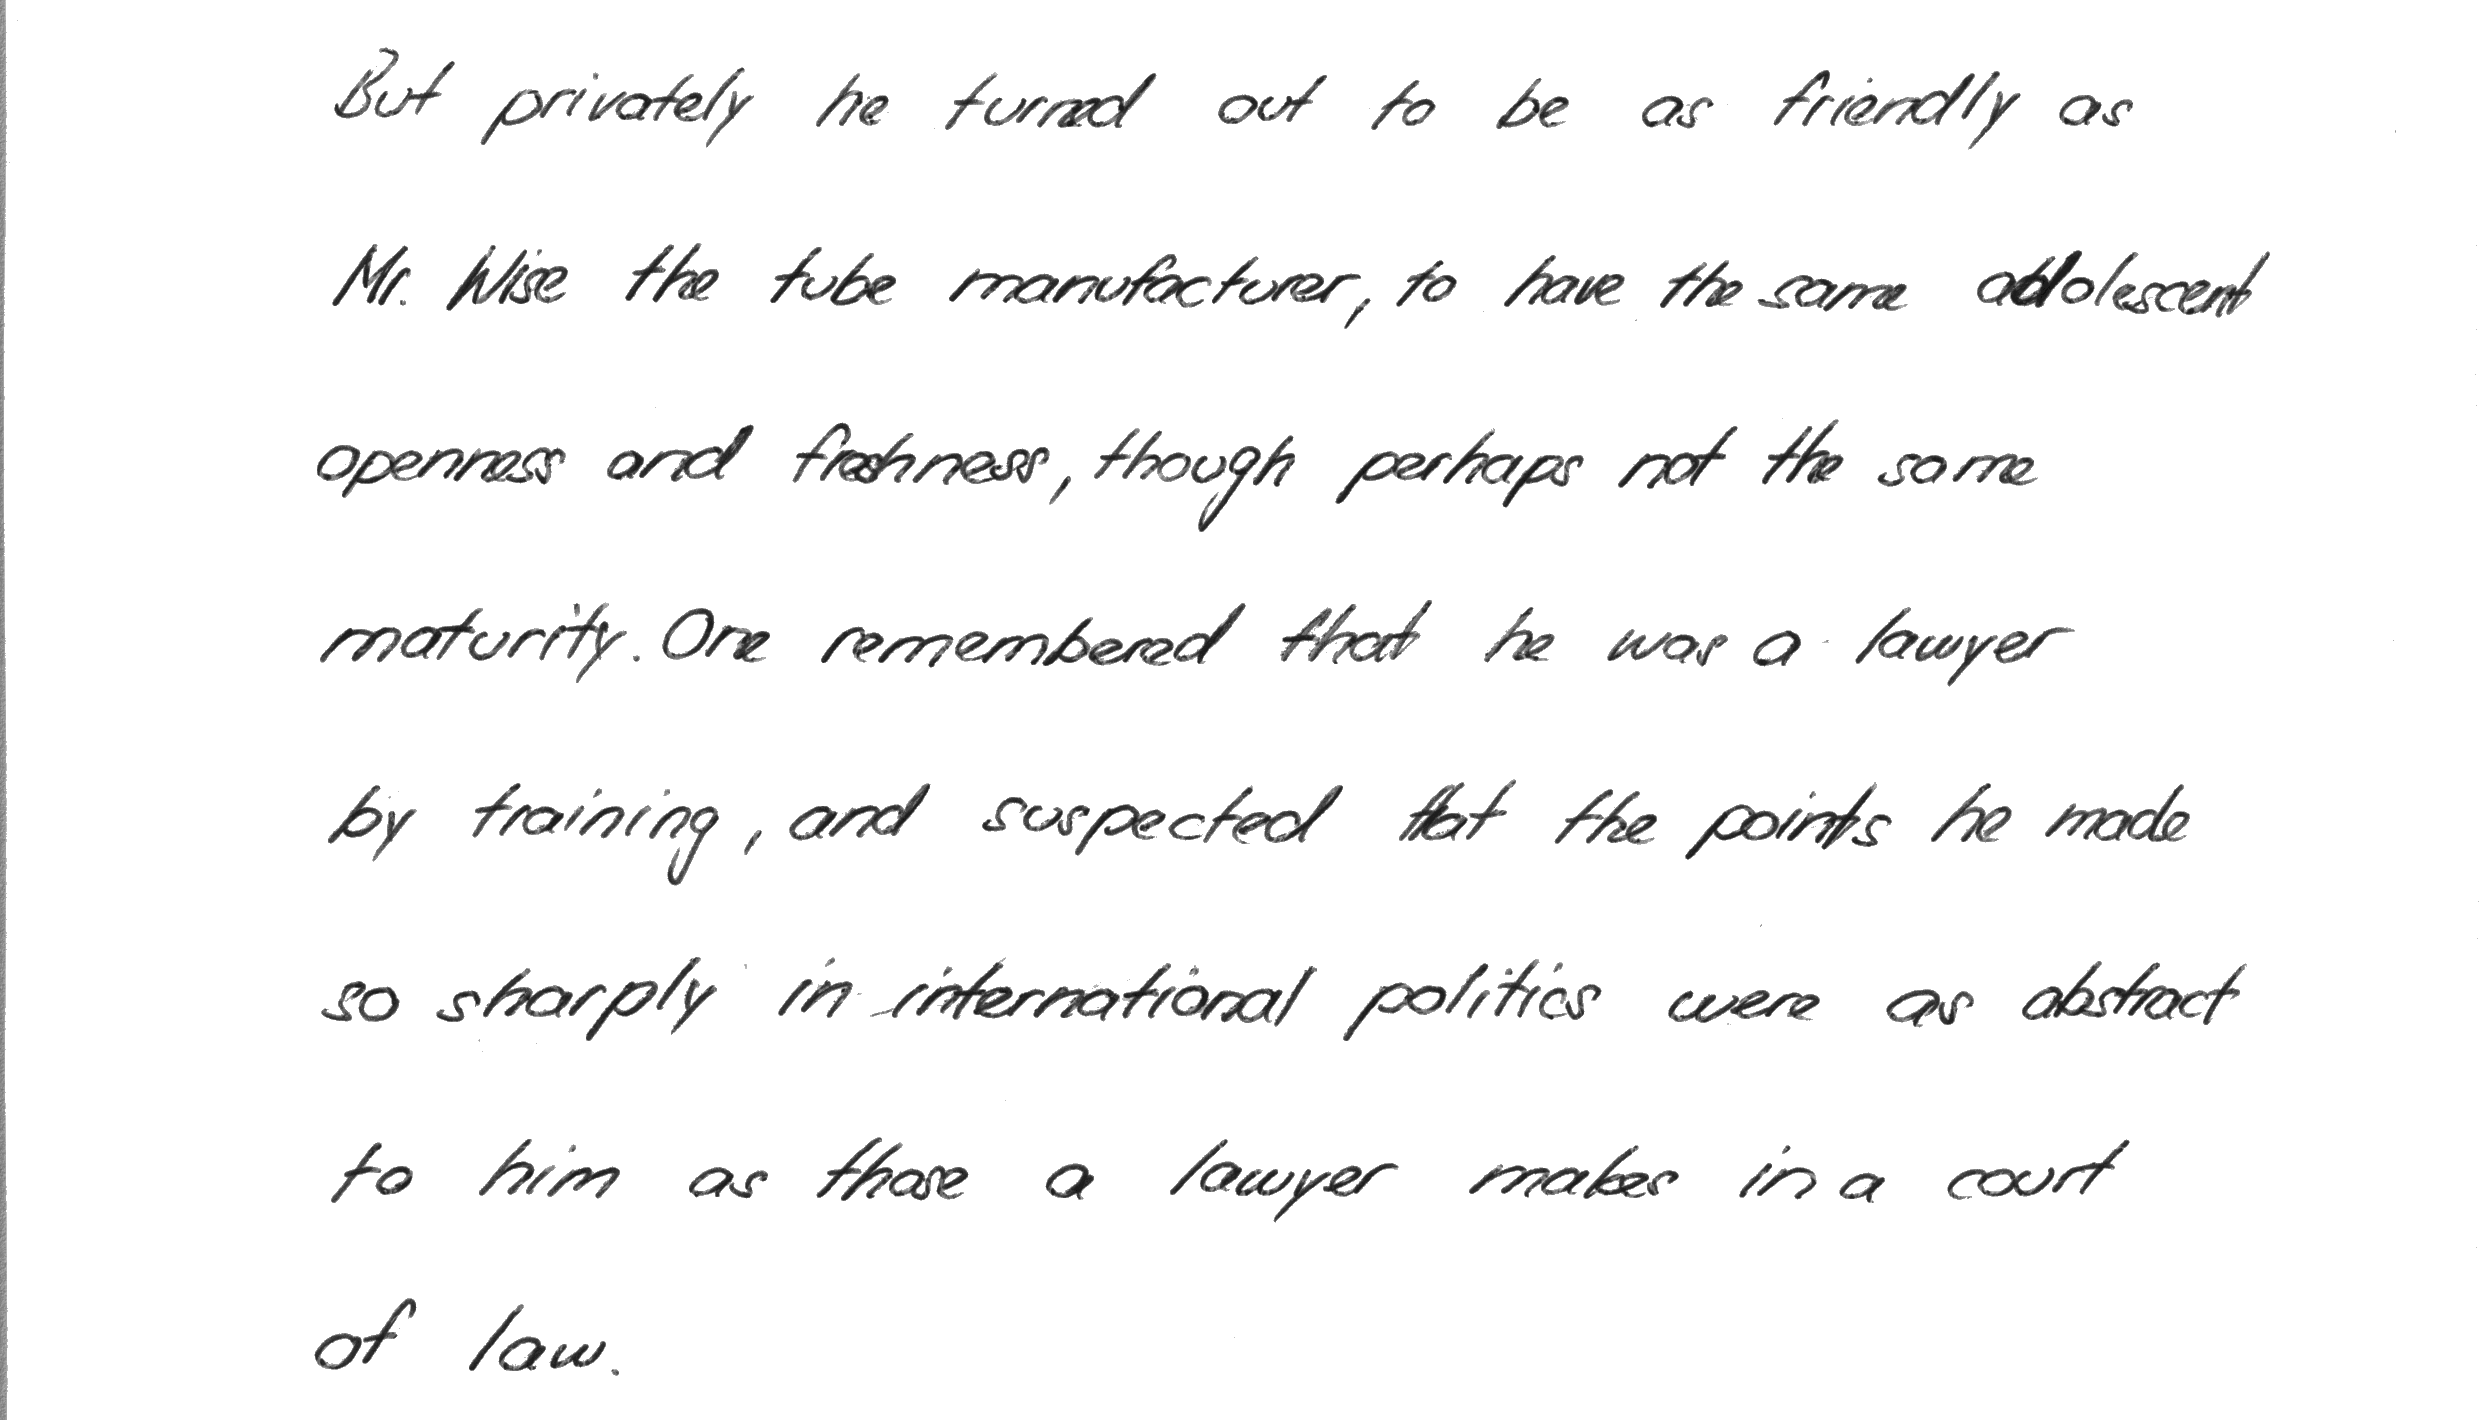 But privately he turned out to be as friendly as
Mr. Wise the tube manufacturer, to have the same adolescent
openness and freshness, though perhaps not the same
maturity. One remembered that he was a lawyer
by training, and suspected that the points he made
so sharply in international politics were as abstract
to him as those a lawyer makes in a court
of law.